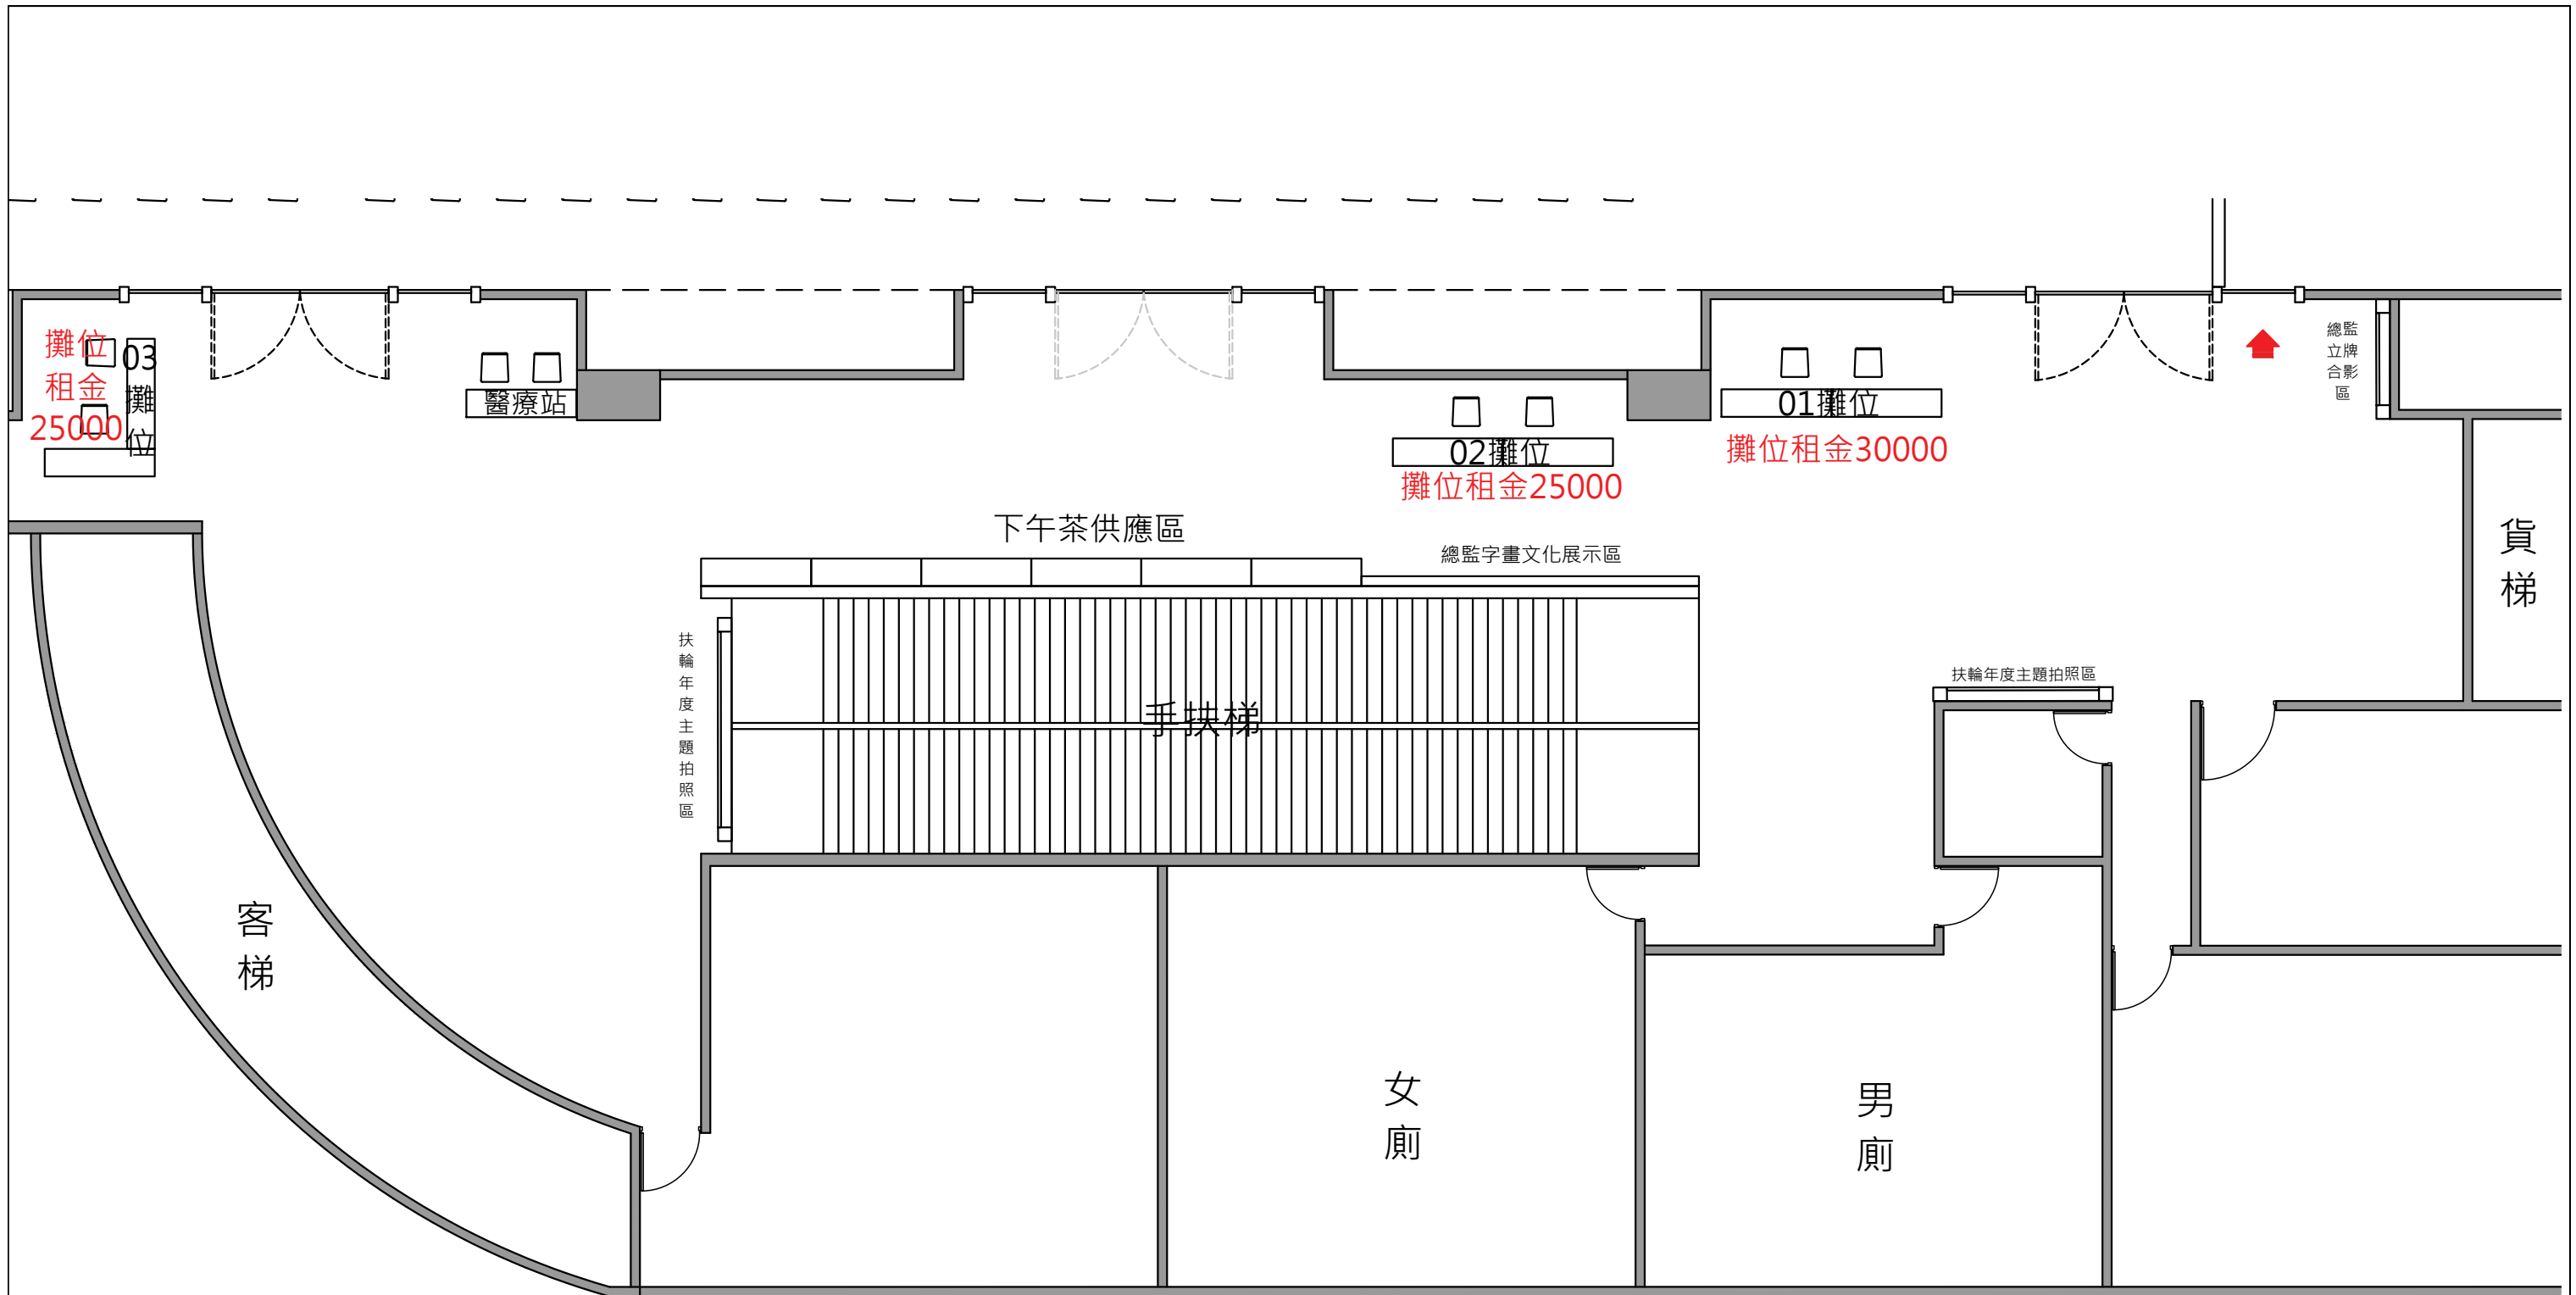 攤位
租金
25000
03
攤
位
醫療站
02攤位
攤位租金25000
01攤位
攤位租金30000
總監
立牌
合影
區
下午茶供應區
總監字畫文化展示區
貨
梯
扶
輪
年
度
主
題
拍
照
區
手扶梯
扶輪年度主題拍照區
客
梯
女
廁
男
廁